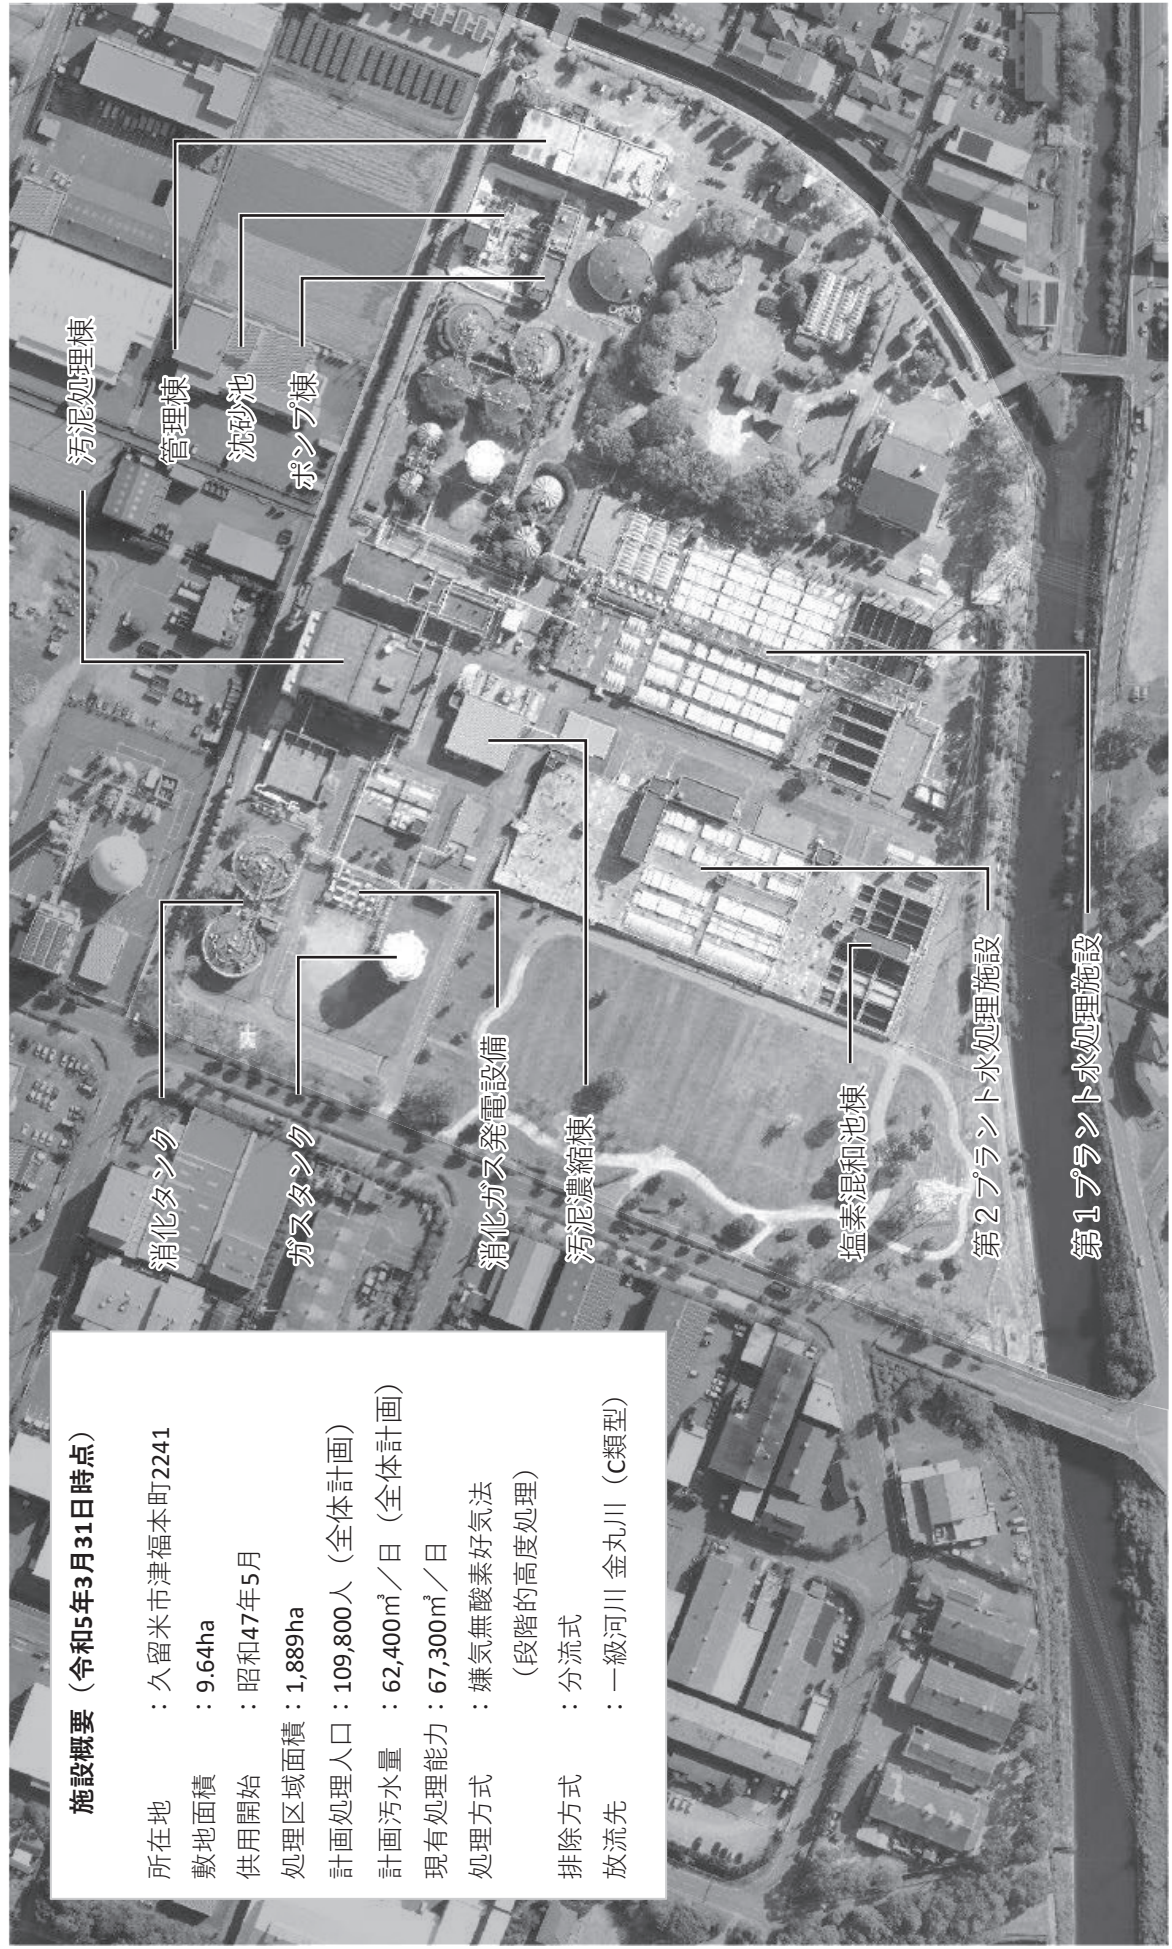 施設概要（令和5年3月31日時点）
所在地　：久留米市津福本町2241
敷地面積　：9.64ha
供用開始　：昭和47年5月
処理区域面積：1,889ha
計画処理人口：109,800人（全体計画）
計画汚水量　：62,400㎥／日（全体計画）
現有処理能力：67,300㎥／日
処理方式　：嫌気無酸素好気法
（段階的高度処理）
排除方式　：分流式
放流先　：一級河川 金丸川（C類型）
消化タンク
ガスタンク
消化ガス発電設備
汚泥濃縮棟
塩素混和池棟
第２プラント水処理施設
第１プラント水処理施設
汚泥処理棟
管理棟
沈砂池
ポンプ棟